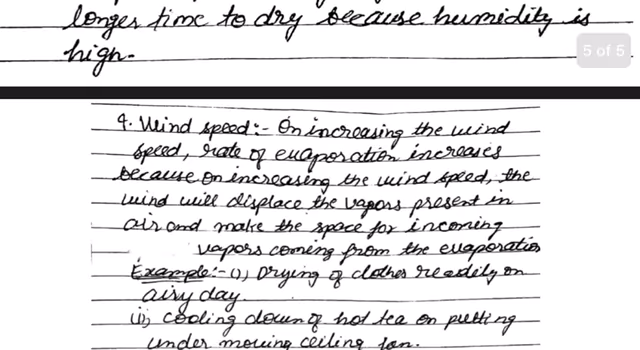 longer time to dry because humidity is
high.
5 of 5
4. Wind speed:- On increasing the wind
speed, rate of evaporation increases
because on increasing the wind speed, the
wind will displace the vapors present in
air and make the space for incoming
vapors coming from the evaporation
Example:- (i) Drying of clothes readily on
airy day.
(ii) cooling down of hot tea on putting
under moving ceiling fan.